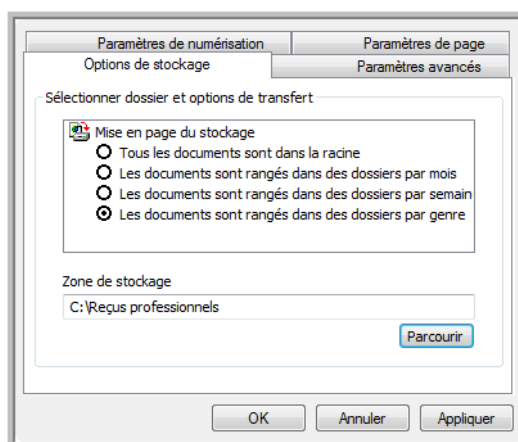 Paramètres de numérisation
Paramètres de page
Options de stockage
Paramètres avancés
Sélectionner dossier et options de transfert
Mise en page du stockage
Tous les documents sont dans la racine
Les documents sont rangés dans des dossiers par mois
Les documents sont rangés dans des dossiers par semain
Les documents sont rangés dans des dossiers par genre
Zone de stockage
C:\Reçus professionnels
Parcourir
OK
Annuler
Appliquer